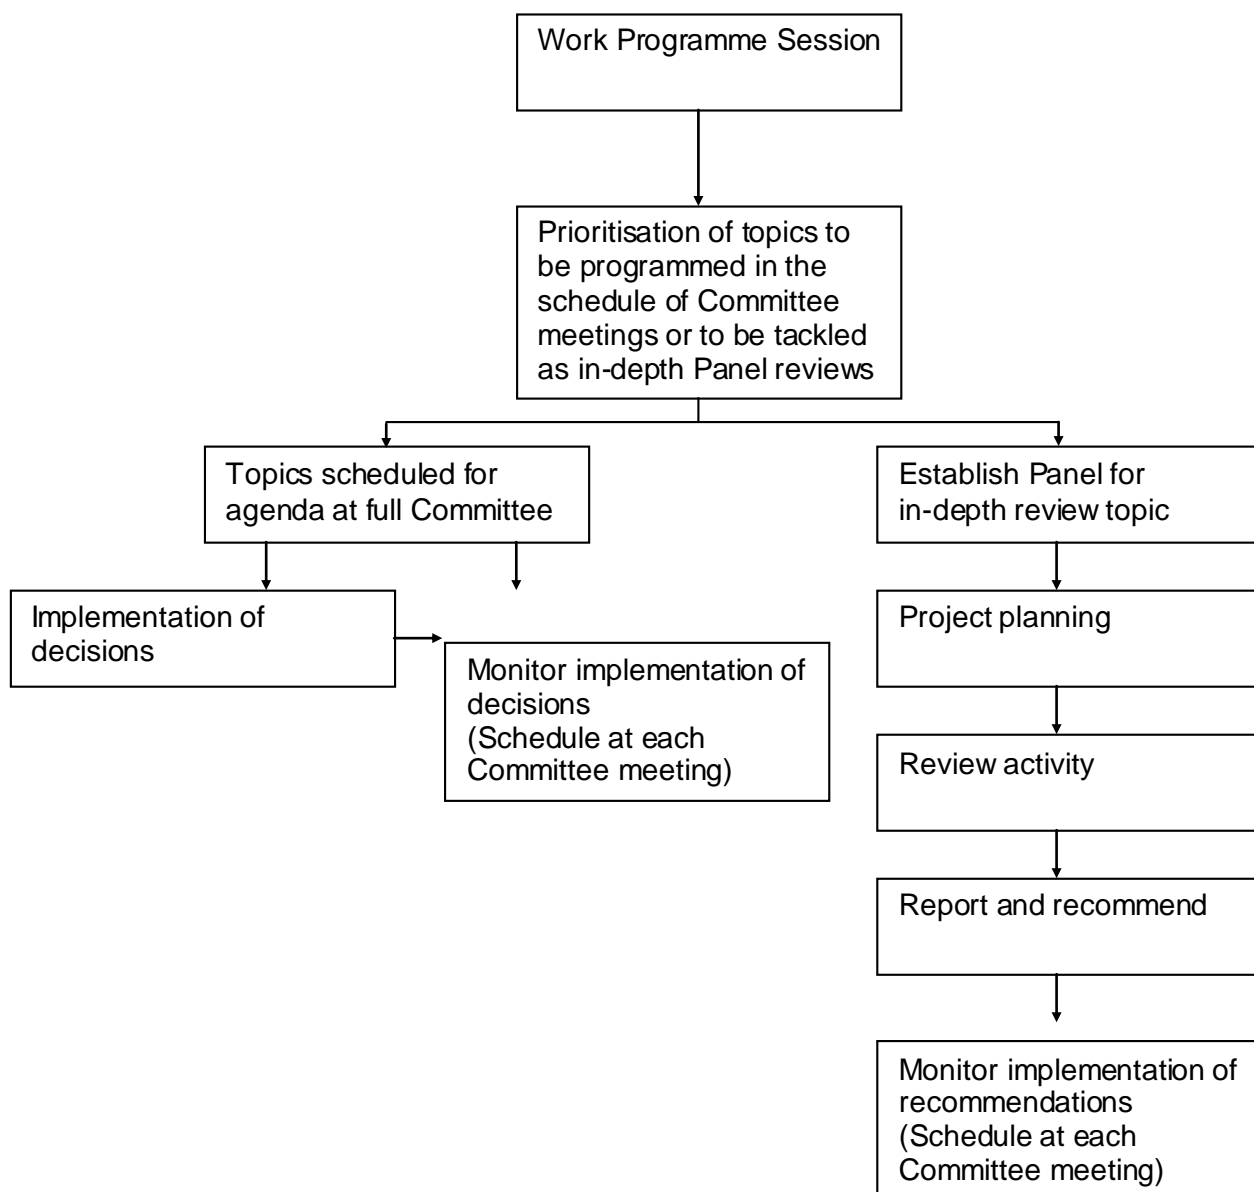 Work Programme Session
Prioritisation of topics to
be programmed in the
schedule of Committee
meetings or to be tackled
as in-depth Panel reviews
Topics scheduled for
agenda at full Committee
Establish Panel for
in-depth review topic
Implementation of
decisions
Project planning
Monitor implementation of
decisions
(Schedule at each
Committee meeting)
Review activity
Report and recommend
Monitor implementation of
recommendations
(Schedule at each
Committee meeting)